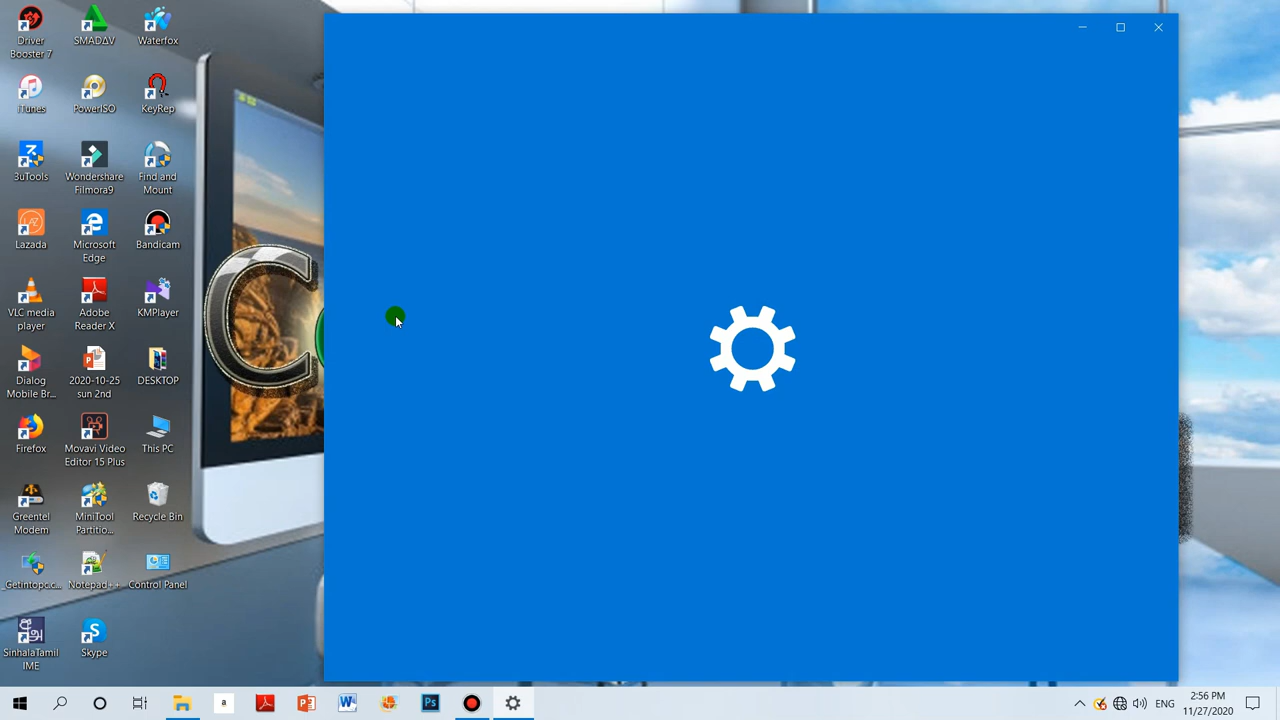 Driver
Booster 7
SMADΔV
Waterfox
iTunes
PowerISO
KeyRep
3uTools
Wondershare
Filmora9
Find and
Mount
Lazada
Microsoft
Edge
Bandicam
VLC media
player
Adobe
Reader X
KMPlayer
Dialog
Mobile Br...
2020-10-25
sun 2nd
DESKTOP
Firefox
Movavi Video
Editor 15 Plus
This PC
Greentel
Modem
MiniTool
Partitio...
Recycle Bin
_Getintopc.c...
Notepad++
Control Panel
SinhalaTamil
IME
Skype
C
ENG
2:56 PM
11/27/2020